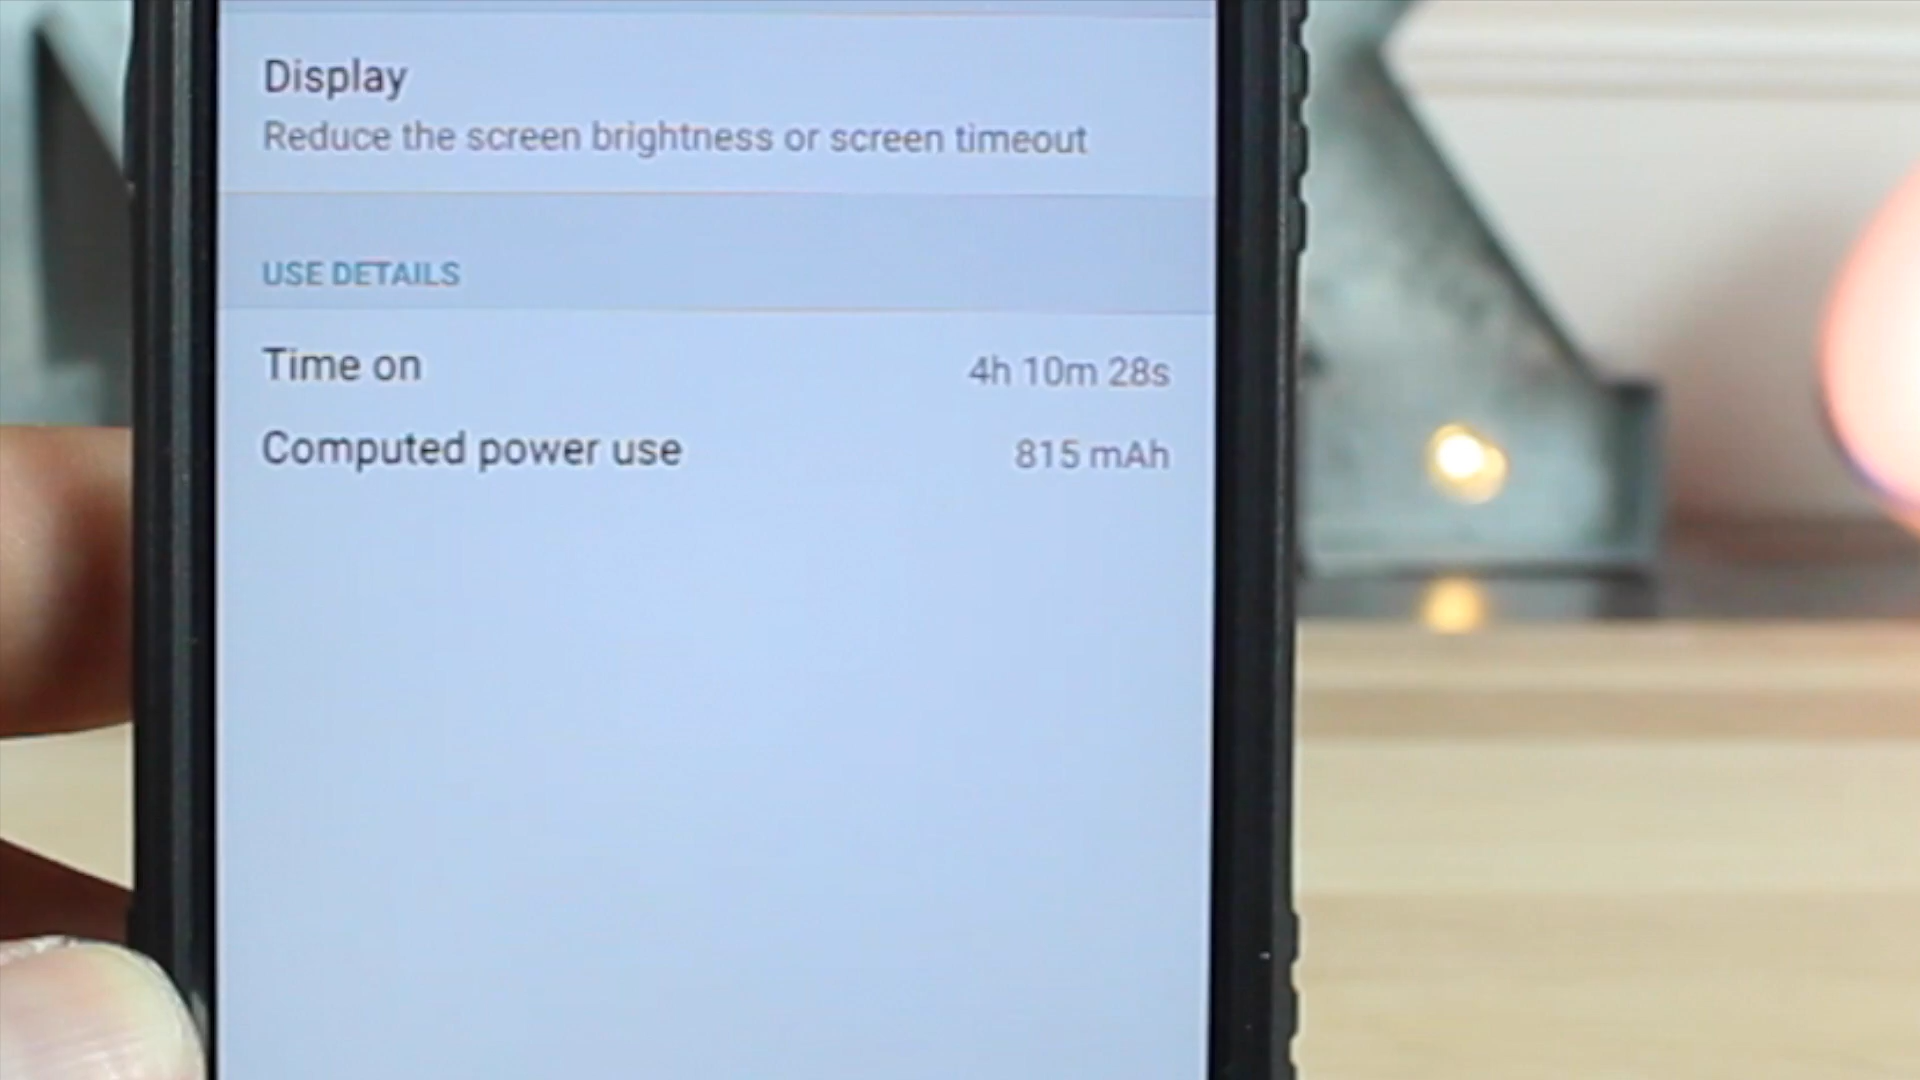 Display
Reduce the screen brightness or screen timeout
USE DETAILS
Time on 4h 10m 28s
Computed power use 815 mAh